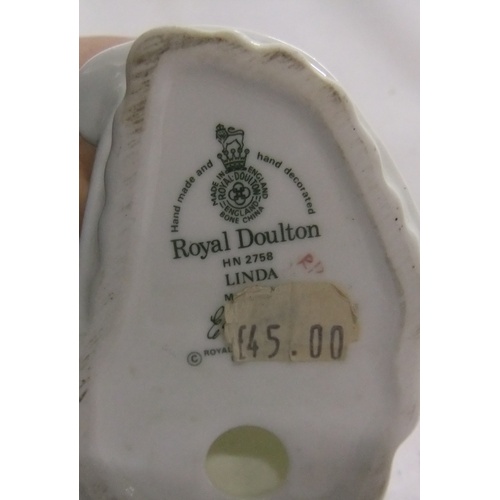 Hand made and hand decorated
MADE IN ENGLAND
ROYAL DOULTON
ENGLAND
BONE CHINA
Royal Doulton
HN 2758
LINDA
£45.00
© ROYAL